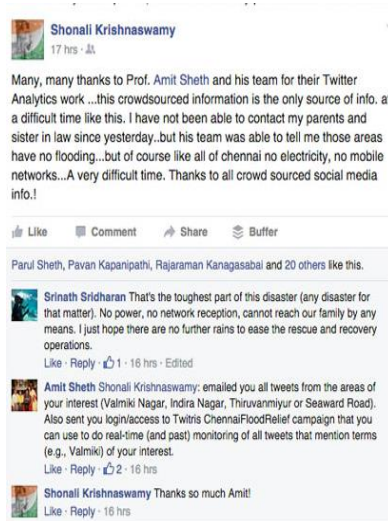 Shonali Krishnaswamy
17 hrs ·
Many, many thanks to Prof. Amit Sheth and his team for their Twitter
Analytics work ...this crowdsourced information is the only source of info. a
a difficult time like this. I have not been able to contact my parents and
sister in law since yesterday..but his team was able to tell me those areas
have no flooding...but of course like all of chennai no electricity, no mobile
networks...A very difficult time. Thanks to all crowd sourced social media
info.!
Like Comment Share Buffer
Parul Sheth, Pavan Kapanipathi, Rajaraman Kanagasabai and 20 others like this.
Srinath Sridharan That's the toughest part of this disaster (any disaster for
that matter). No power, no network reception, cannot reach our family by any
means. I just hope there are no further rains to ease the rescue and recovery
operations.
Like · Reply · 1 · 16 hrs · Edited
Amit Sheth Shonali Krishnaswamy: emailed you all tweets from the areas of
your interest (Valmiki Nagar, Indira Nagar, Thiruvanmiyur or Seaward Road).
Also sent you login/access to Twitris ChennaiFloodRelief campaign that you
can use to do real-time (and past) monitoring of all tweets that mention terms
(e.g., Valmiki) of your interest.
Like · Reply · 2 · 16 hrs
Shonali Krishnaswamy Thanks so much Amit!
Like · Reply · 16 hrs